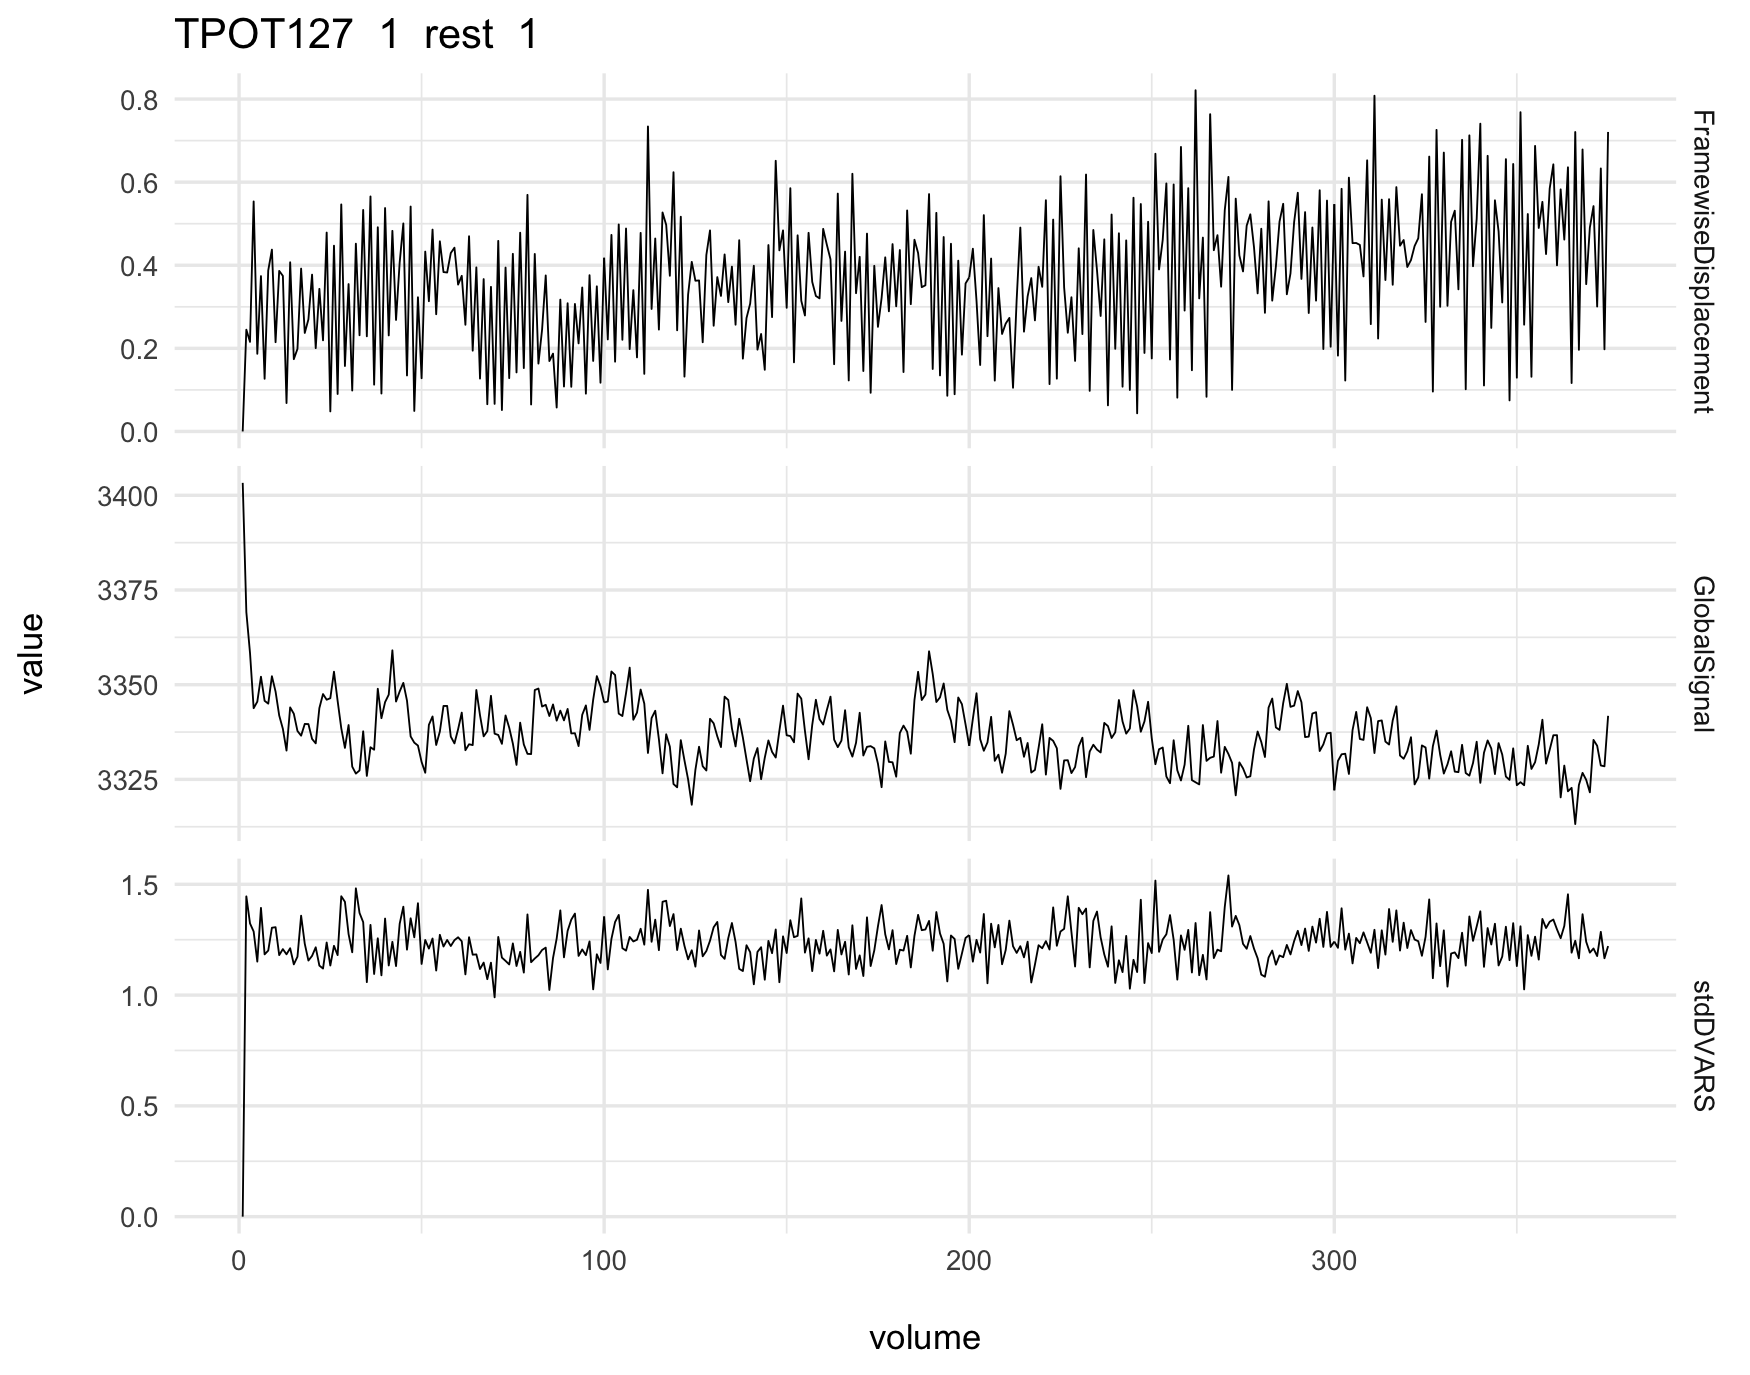 TPOT127 1 rest 1
0.8
0.6
0.4
0.2
0.0
FramewiseDisplacement
3400
3375
3350
3325
GlobalSignal
1.5
1.0
0.5
0.0
stdDVARS
value
0 100 200 300
volume